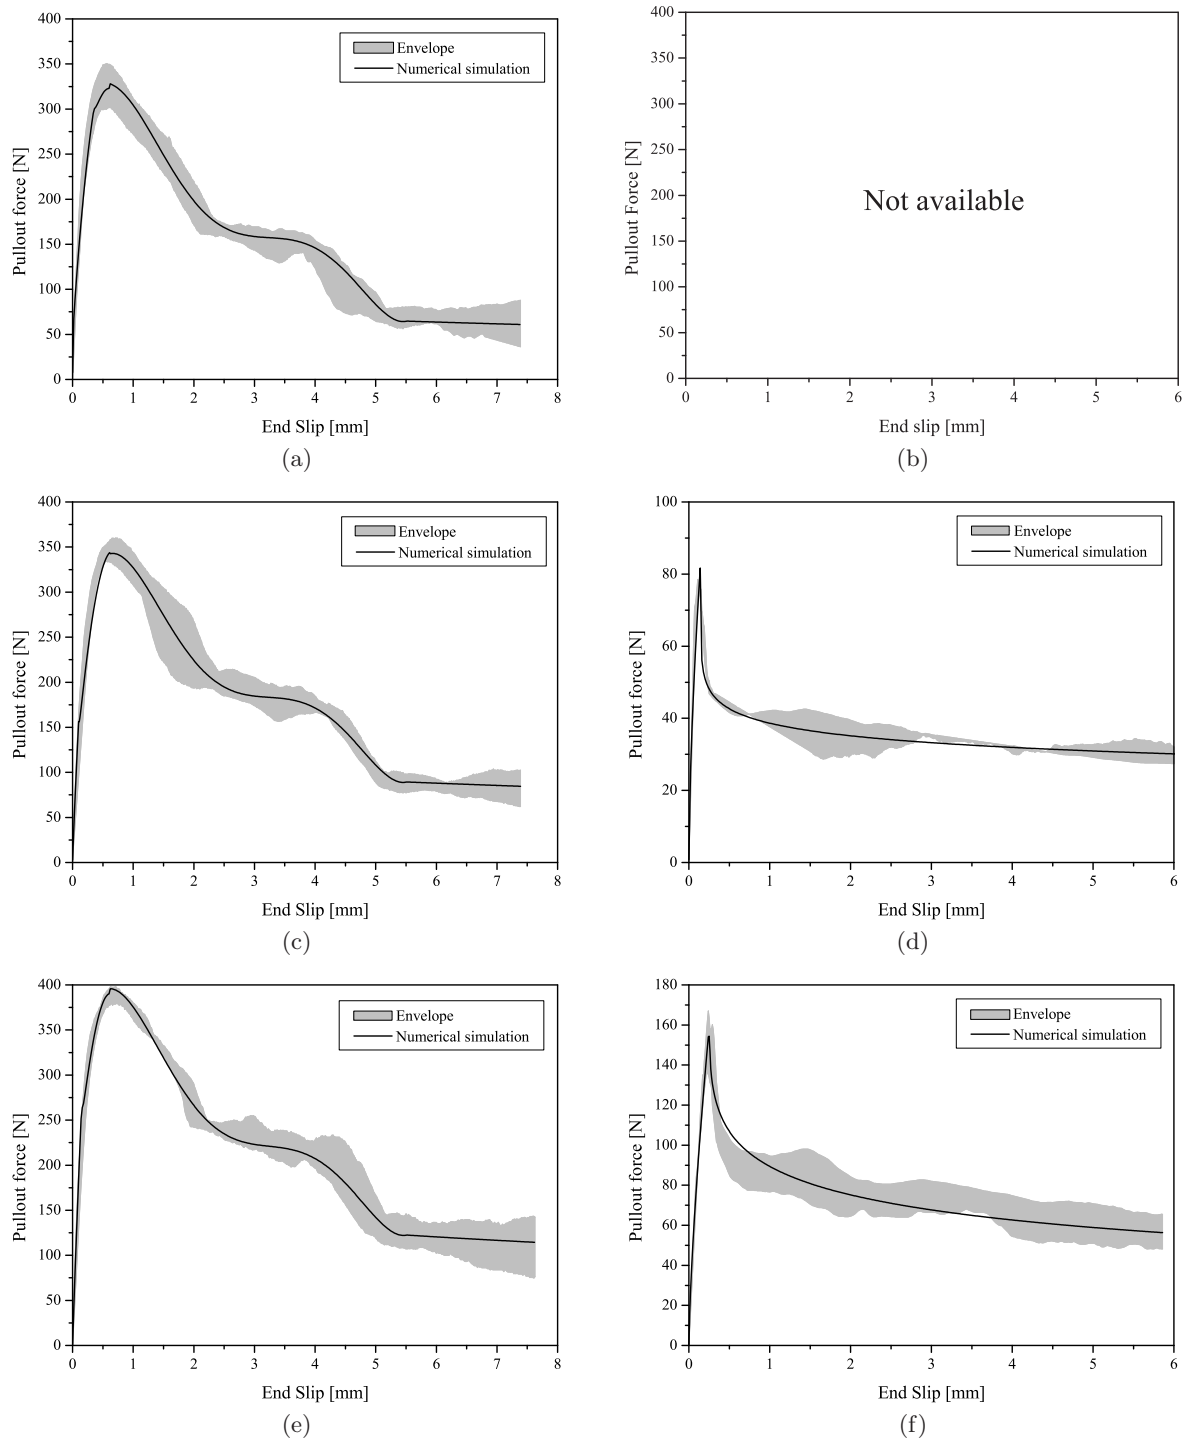 400
350
300
250
200
150
100
50
0
Pullout force [N]
Envelope
Numerical simulation
0 1 2 3 4 5 6 7 8
End Slip [mm]
(a)
400
350
300
250
200
150
100
50
0
Pullout Force [N]
Not available
0 1 2 3 4 5 6
End slip [mm]
(b)
400
350
300
250
200
150
100
50
0
Pullout force [N]
Envelope
Numerical simulation
0 1 2 3 4 5 6 7 8
End Slip [mm]
(c)
100
80
60
40
20
0
Pullout force [N]
Envelope
Numerical simulation
0 1 2 3 4 5 6
End Slip [mm]
(d)
400
350
300
250
200
150
100
50
0
Pullout force [N]
Envelope
Numerical simulation
0 1 2 3 4 5 6 7 8
End Slip [mm]
(e)
180
160
140
120
100
80
60
40
20
0
Pullout force [N]
Envelope
Numerical simulation
0 1 2 3 4 5 6
End Slip [mm]
(f)